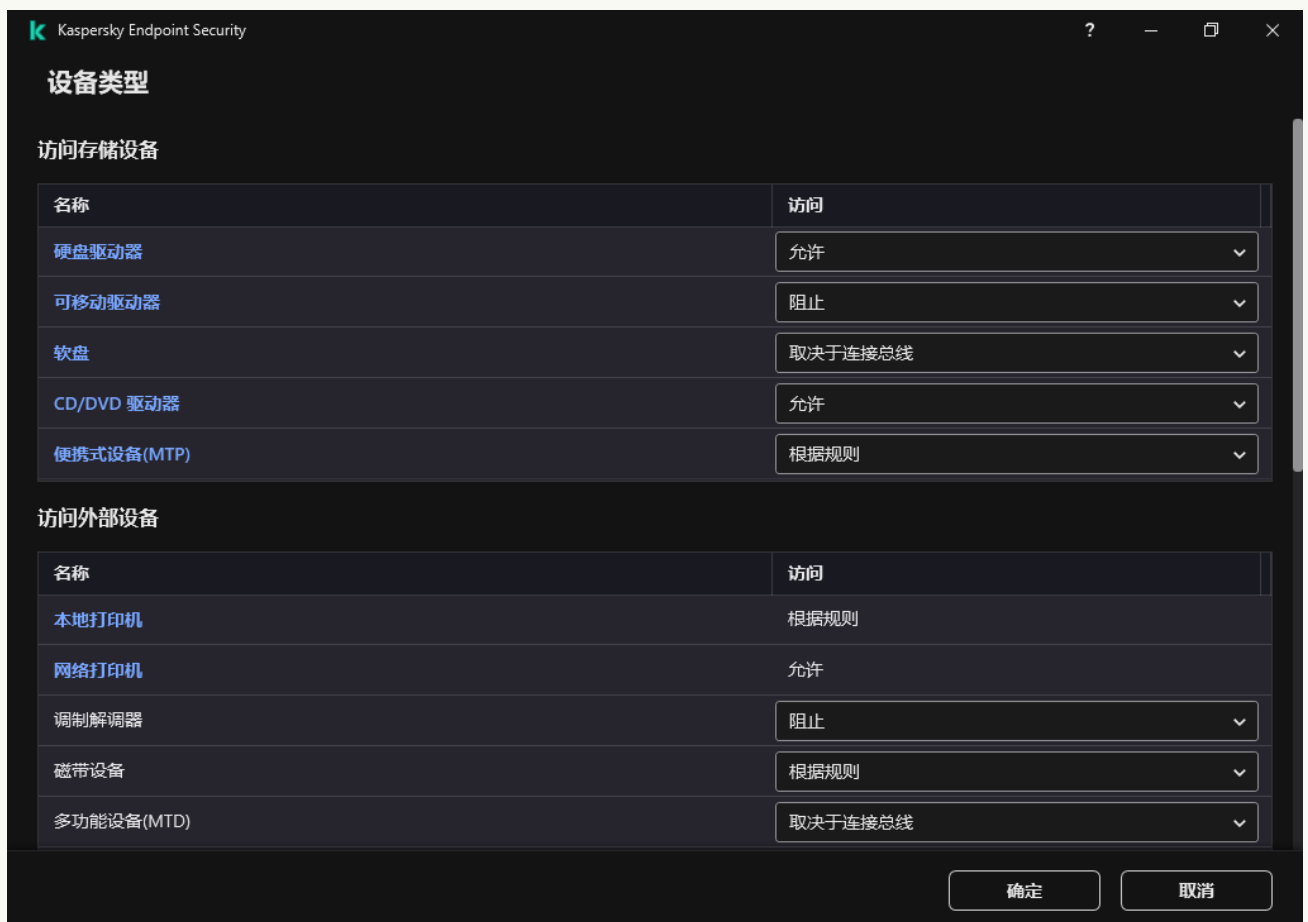 Kaspersky Endpoint Security ?
设备类型
访问存储设备
名称 访问
硬盘驱动器 允许
可移动驱动器 阻止
软盘 取决于连接总线
CD/DVD 驱动器 允许
便携式设备(MTP) 根据规则
访问外部设备
名称 访问
本地打印机 根据规则
网络打印机 允许
调制解调器 阻止
磁带设备 根据规则
多功能设备(MTD) 取决于连接总线
确定 取消